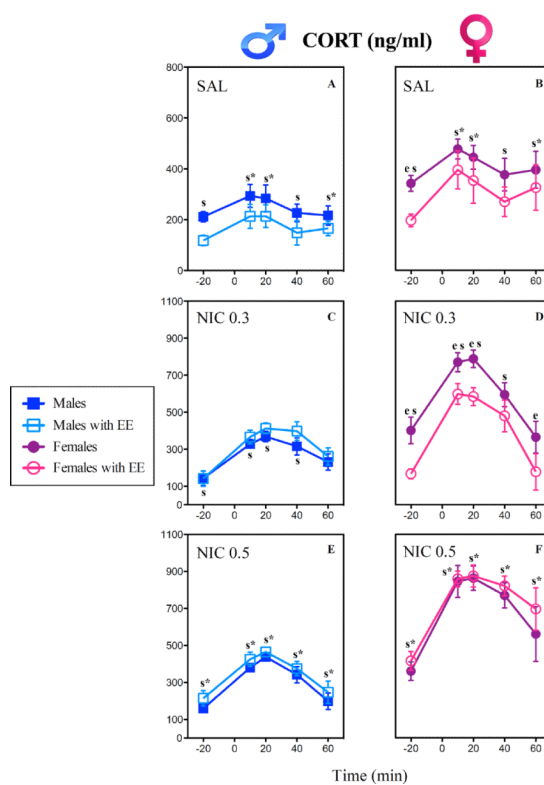 CORT (ng/ml)
SAL A
800
600
400
200
0
s s* s* s s*
-20 0 20 40 60
B
e s s* s* s s*
-20 0 20 40 60
NIC 0.3 C
1100
900
700
500
300
100
0
s s s s
-20 0 20 40 60
NIC 0.3 D
e s e s e s s e
-20 0 20 40 60
Males
Males with EE
Females
Females with EE
NIC 0.5 E
1100
900
700
500
300
100
0
s* s* s* s* s*
-20 0 20 40 60
NIC 0.5 F
s* s* s* s* s*
-20 0 20 40 60
Time (min)